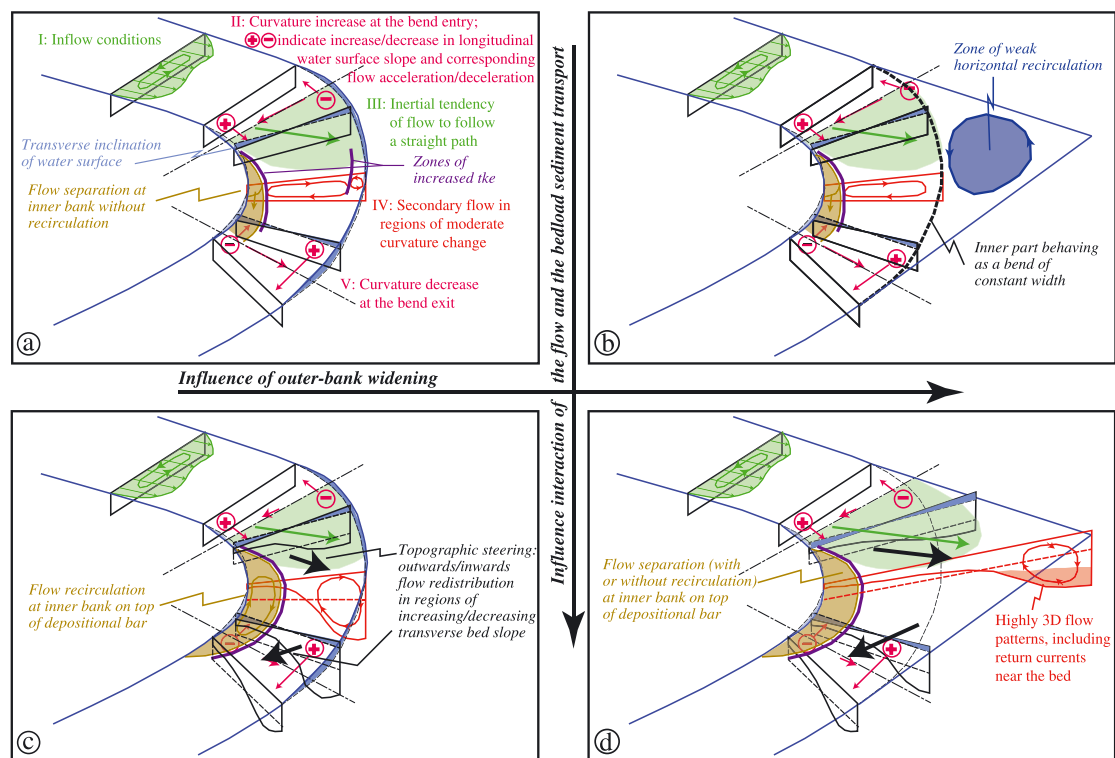 I: Inflow conditions
II: Curvature increase at the bend entry;
⊕⊖ indicate increase/decrease in longitudinal
water surface slope and corresponding
flow acceleration/deceleration
III: Inertial tendency
of flow to follow
a straight path
Transverse inclination
of water surface
Zones of
increased tke
Flow separation at
inner bank without
recirculation
IV: Secondary flow in
regions of moderate
curvature change
V: Curvature decrease
at the bend exit
+
−
−
+
a
Zone of weak
horizontal recirculation
Inner part behaving
as a bend of
constant width
+
−
−
+
b
Influence of outer-bank widening
Influence interaction of the flow and the bedload sediment transport
Flow recirculation
at inner bank on top
of depositional bar
Topographic steering:
outwards/inwards
flow redistribution
in regions of
increasing/decreasing
transverse bed slope
+
−
−
+
c
Flow separation (with
or without recirculation)
at inner bank on top
of depositional bar
Highly 3D flow
patterns, including
return currents
near the bed
+
−
−
+
d